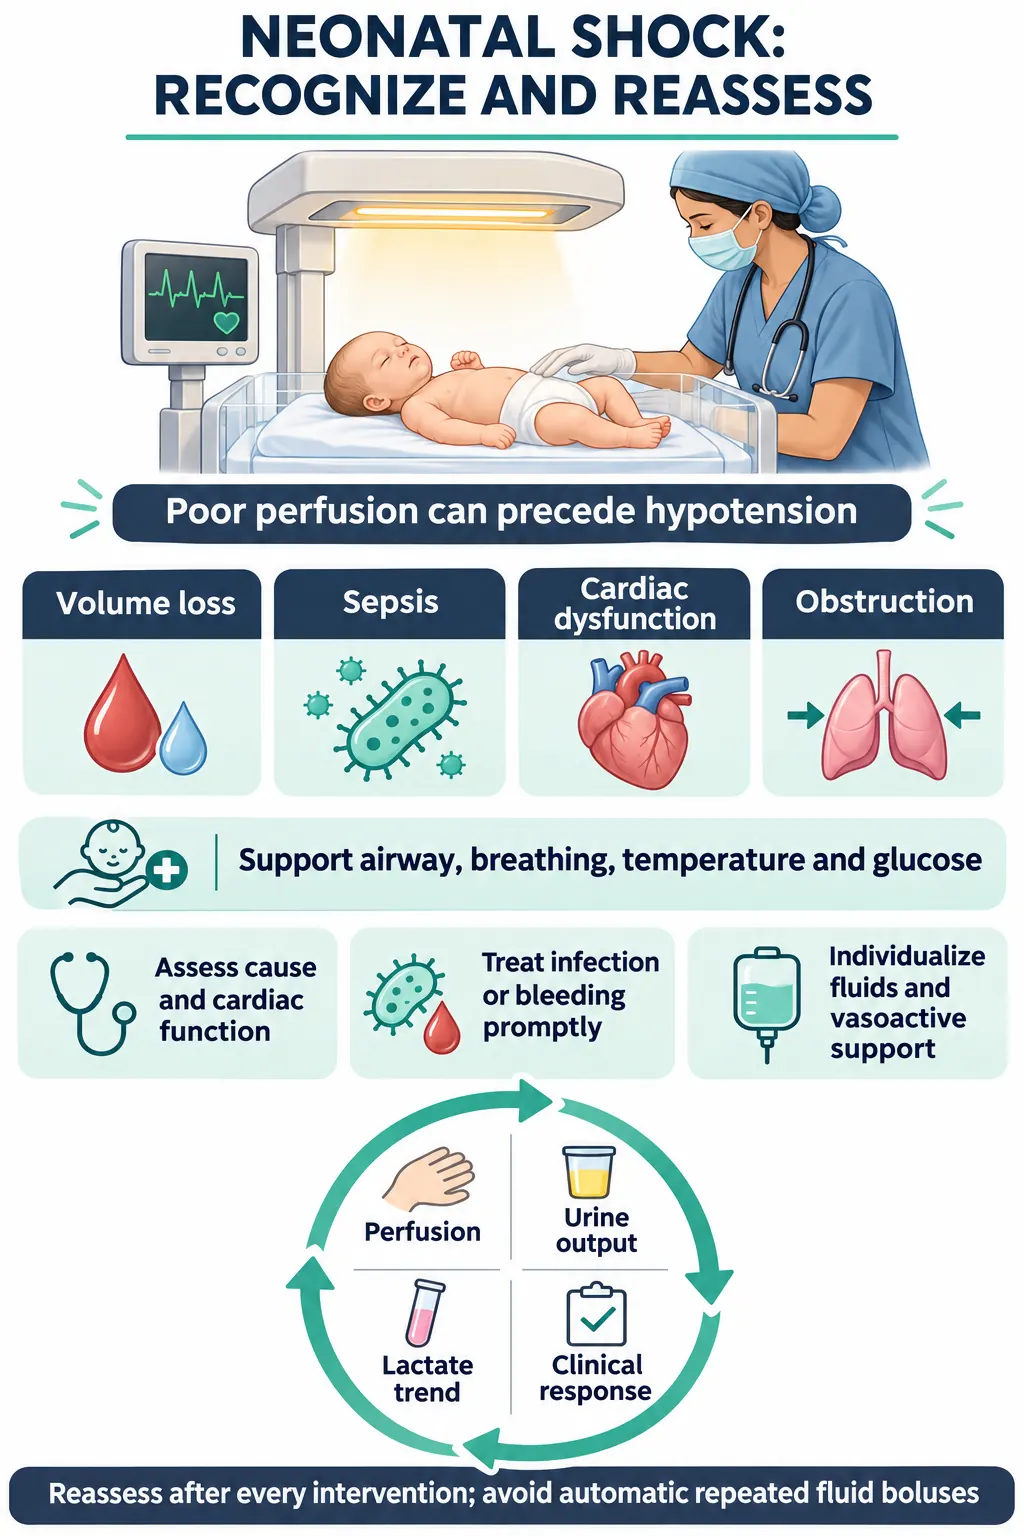 NEONATAL SHOCK:
RECOGNIZE AND REASSESS
Poor perfusion can precede hypotension
Volume loss
Sepsis
Cardiac
dysfunction
Obstruction
Support airway, breathing, temperature and glucose
Assess cause
and cardiac
function
Treat infection
or bleeding
promptly
Individualize
fluids and
vasoactive
support
Perfusion
Urine
output
Lactate
trend
Clinical
response
Reassess after every intervention; avoid automatic repeated fluid boluses